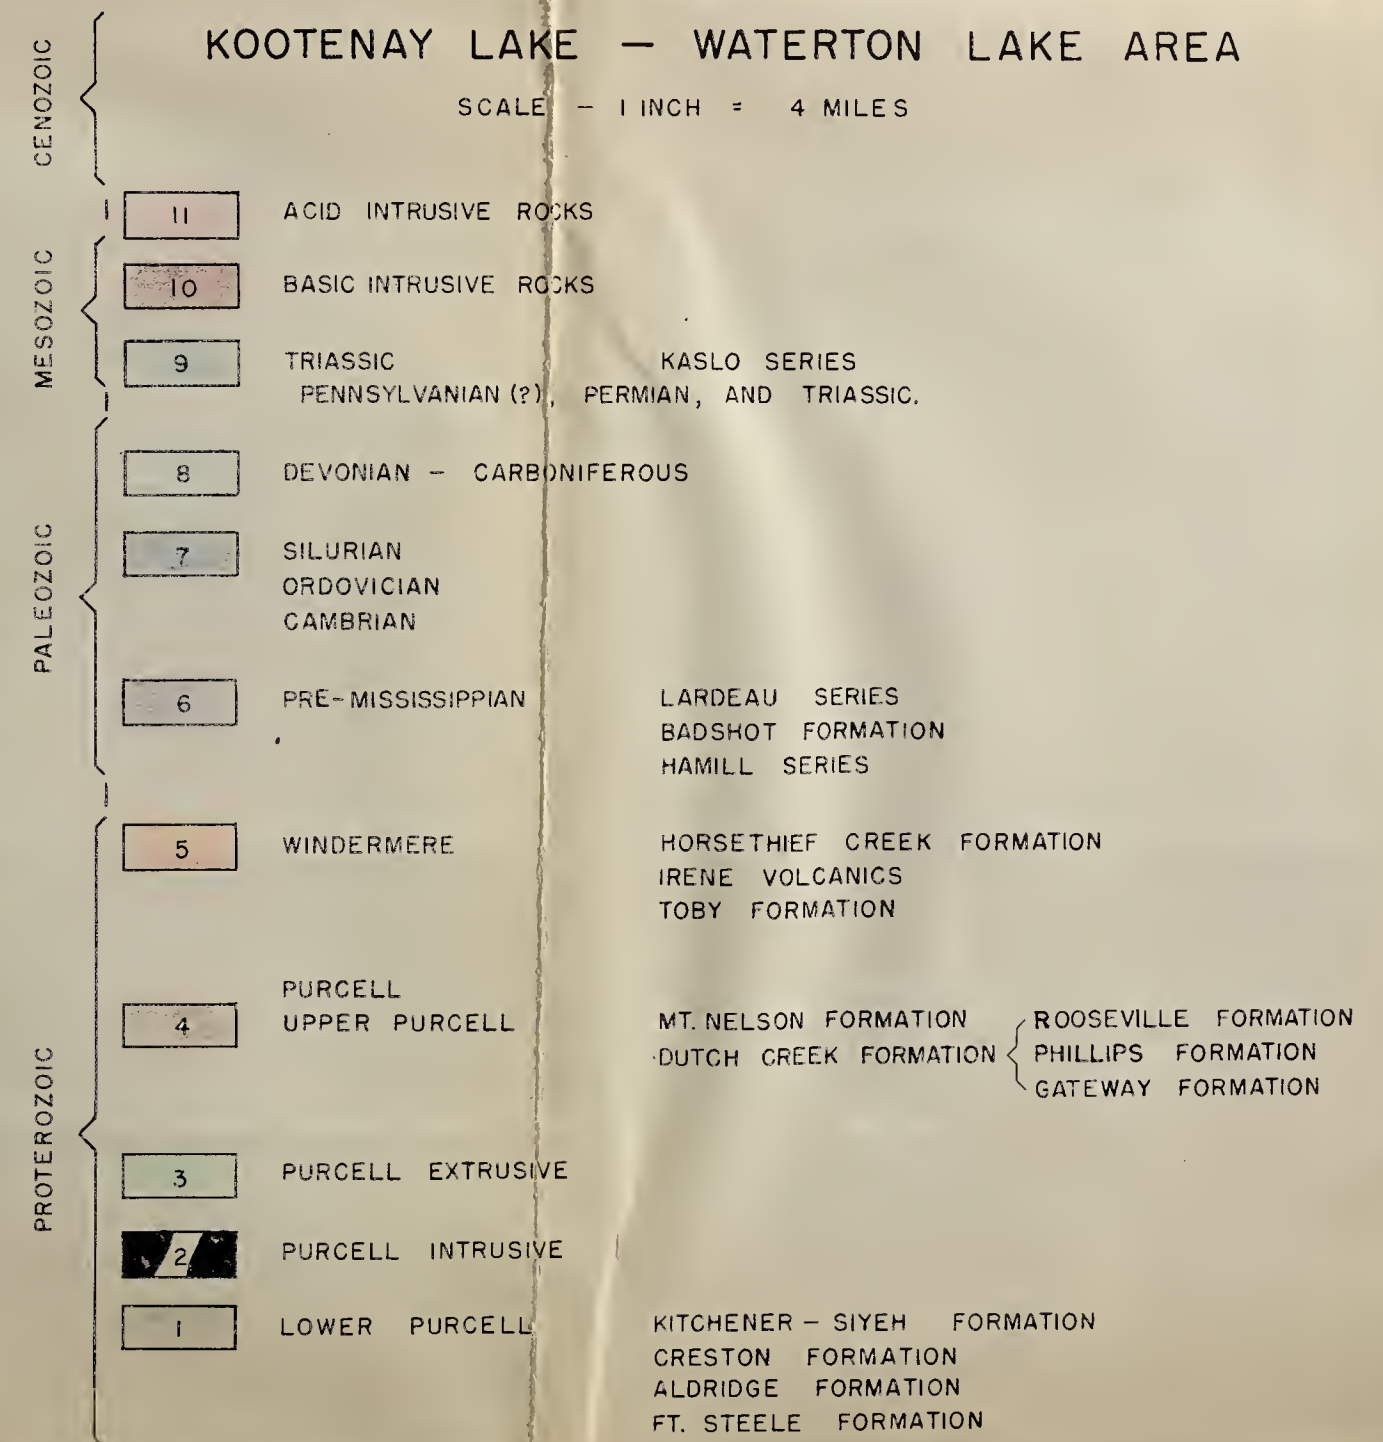 KOOTENAY LAKE – WATERTON LAKE AREA
SCALE – 1 INCH = 4 MILES
CENOZOIC
11 ACID INTRUSIVE ROCKS
MESOZOIC
10 BASIC INTRUSIVE ROCKS
9 TRIASSIC KASLO SERIES
PENNSYLVANIAN (?), PERMIAN, AND TRIASSIC.
PALEOZOIC
8 DEVONIAN – CARBONIFEROUS
7 SILURIAN
ORDOVICIAN
CAMBRIAN
6 PRE-MISSISSIPPIAN LARDEAU SERIES
BADSHOT FORMATION
HAMILL SERIES
PROTEROZOIC
5 WINDERMERE HORSETHIEF CREEK FORMATION
IRENE VOLCANICS
TOBY FORMATION
PURCELL
4 UPPER PURCELL MT. NELSON FORMATION ROOSEVILLE FORMATION
DUTCH CREEK FORMATION PHILLIPS FORMATION
GATEWAY FORMATION
3 PURCELL EXTRUSIVE
2 PURCELL INTRUSIVE
1 LOWER PURCELL KITCHENER – SIYEH FORMATION
CRESTON FORMATION
ALDRIDGE FORMATION
FT. STEELE FORMATION